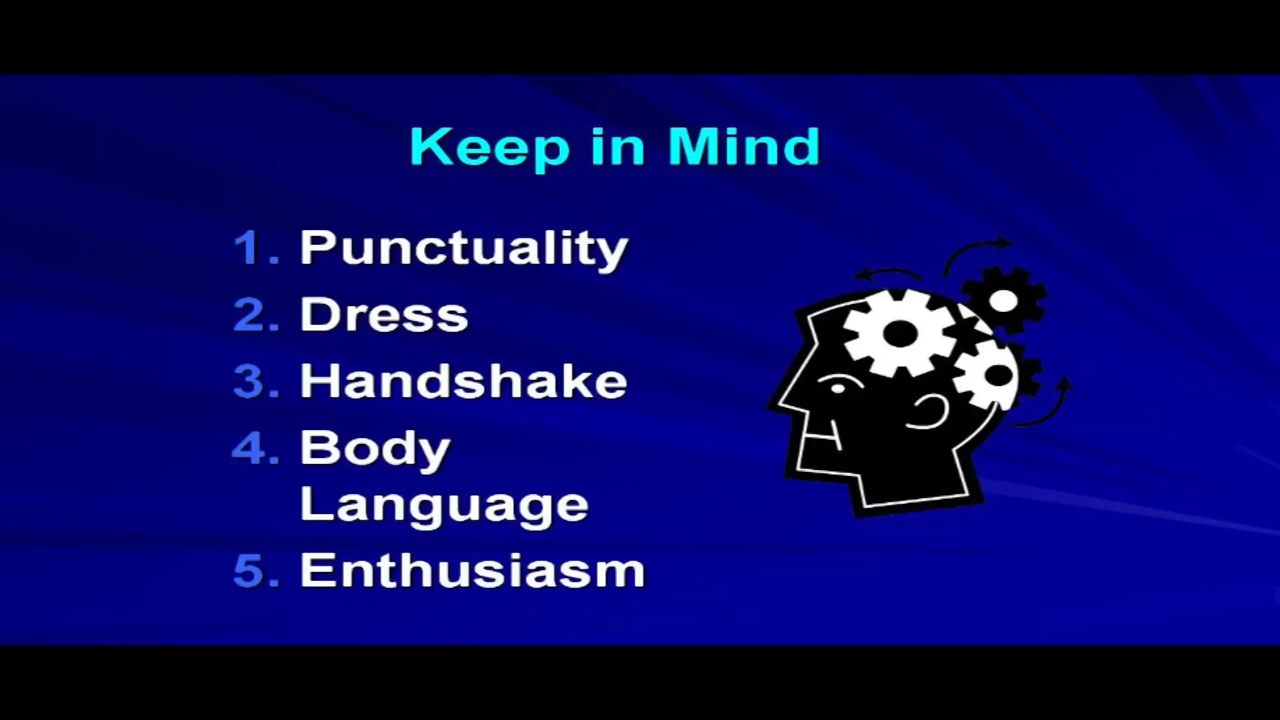 Keep in Mind
1. Punctuality
2. Dress
3. Handshake
4. Body
Language
5. Enthusiasm